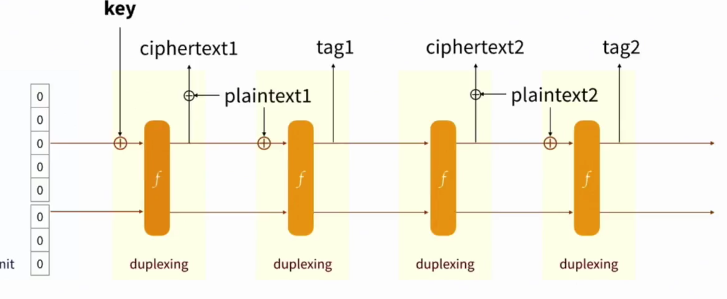 key
ciphertext1
tag1
ciphertext2
tag2
plaintext1
plaintext2
0
0
0
0
0
0
0
0
f
f
f
f
nit
duplexing
duplexing
duplexing
duplexing